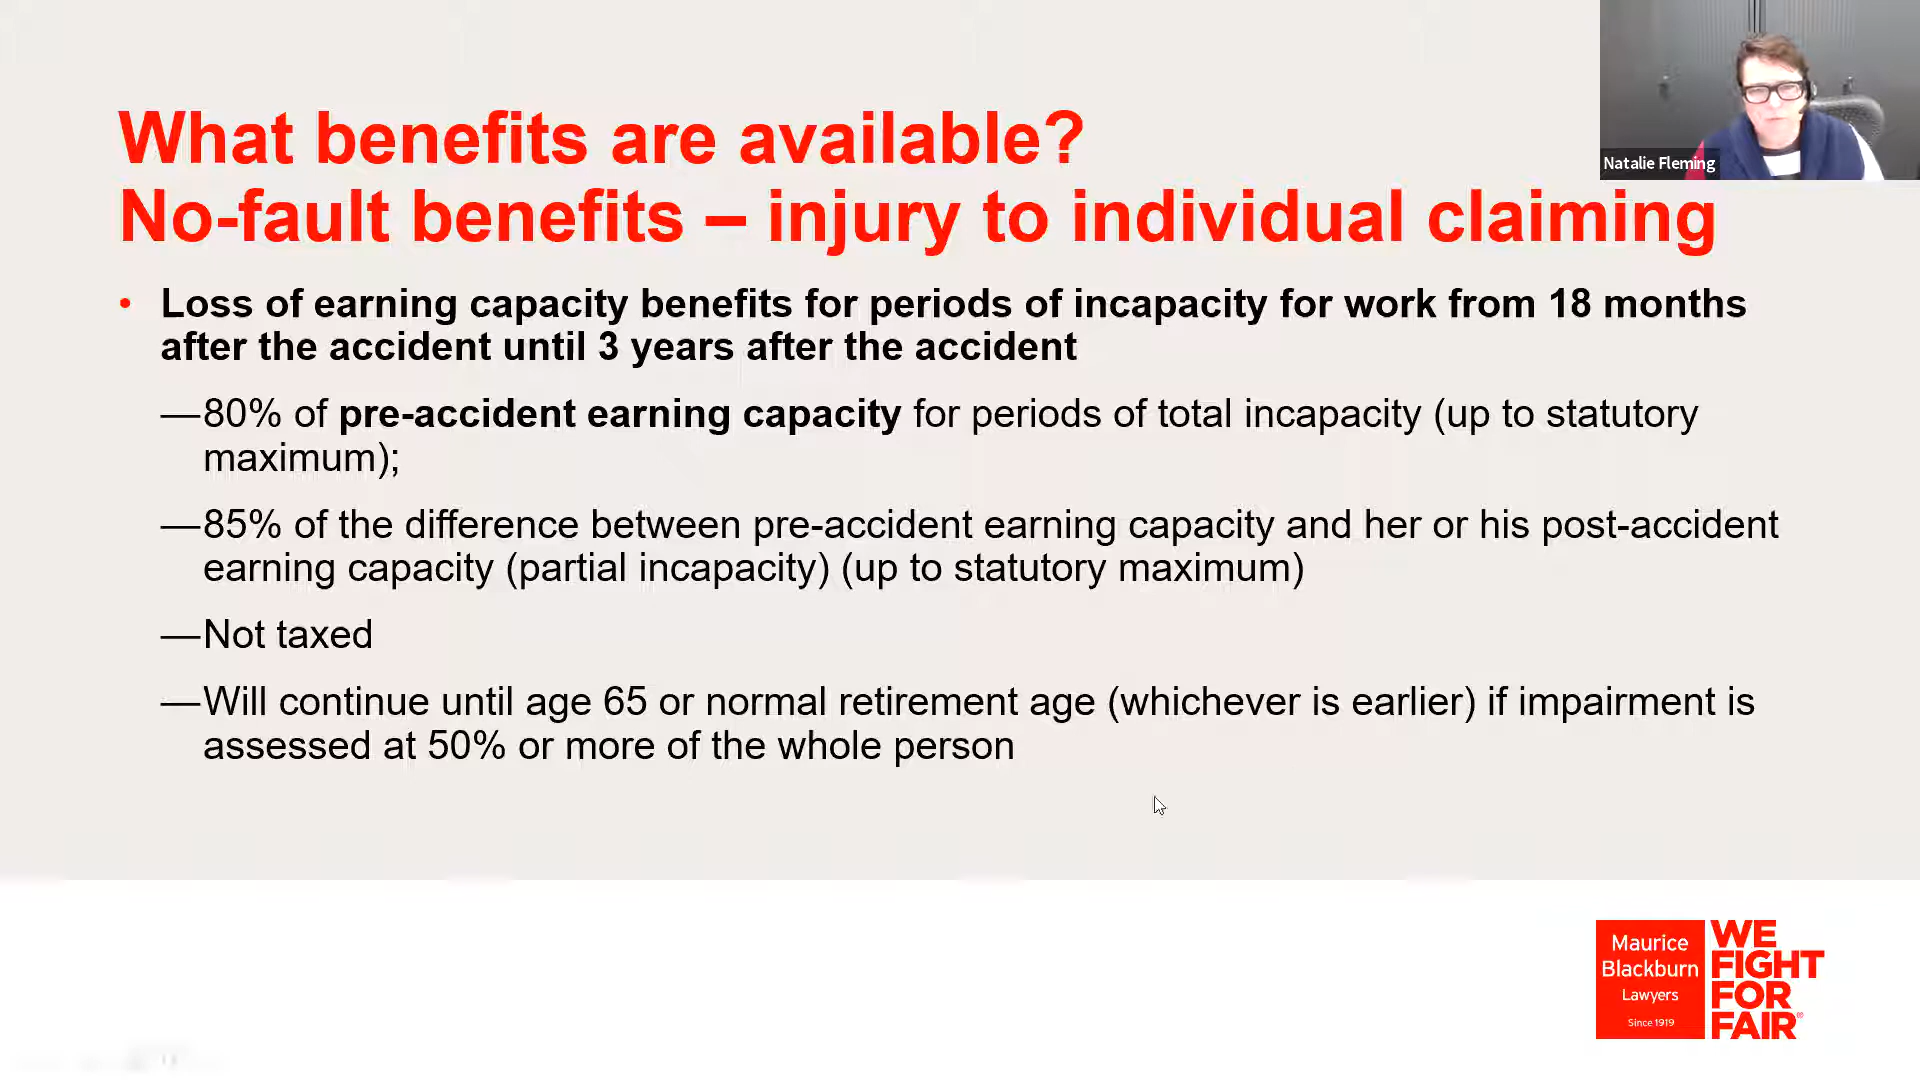 What benefits are available?
No-fault benefits – injury to individual claiming
Natalie Fleming
• Loss of earning capacity benefits for periods of incapacity for work from 18 months
after the accident until 3 years after the accident
—80% of pre-accident earning capacity for periods of total incapacity (up to statutory
maximum);
—85% of the difference between pre-accident earning capacity and her or his post-accident
earning capacity (partial incapacity) (up to statutory maximum)
—Not taxed
—Will continue until age 65 or normal retirement age (whichever is earlier) if impairment is
assessed at 50% or more of the whole person
Maurice
Blackburn
Lawyers
Since 1919
WE
FIGHT
FOR
FAIR®